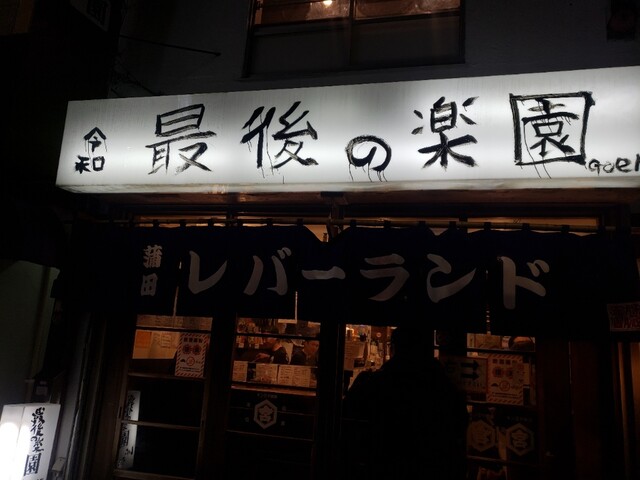 令和
最後の楽園
蒲田
レバーランド
最後の楽園